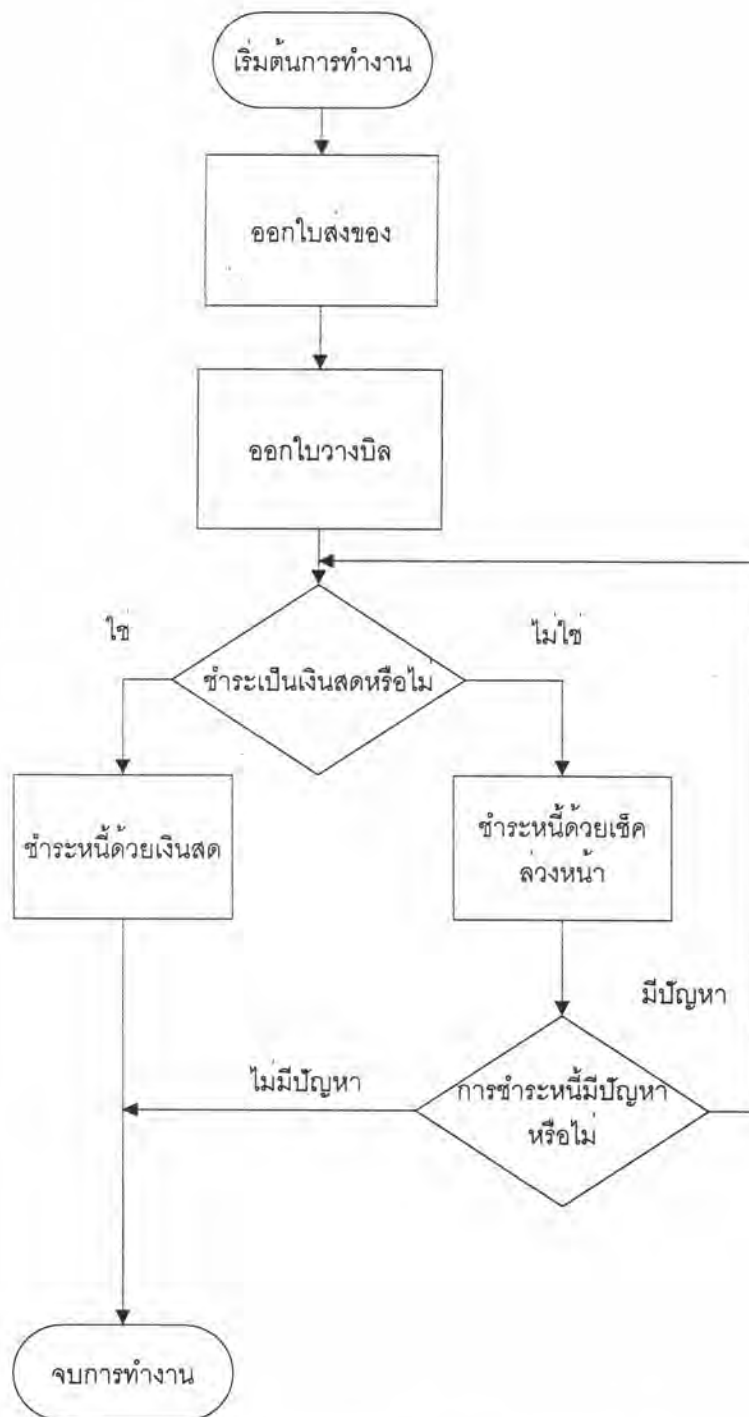 เริ่มต้นการทำงาน
ออกใบส่งของ
ออกใบวางบิล
ใช่
ไม่ใช่
ชำระเป็นเงินสดหรือไม่
ชำระหนี้ด้วยเงินสด
ชำระหนี้ด้วยเช็ค
ล่วงหน้า
มีปัญหา
ไม่มีปัญหา
การชำระหนี้มีปัญหา
หรือไม่
จบการทำงาน